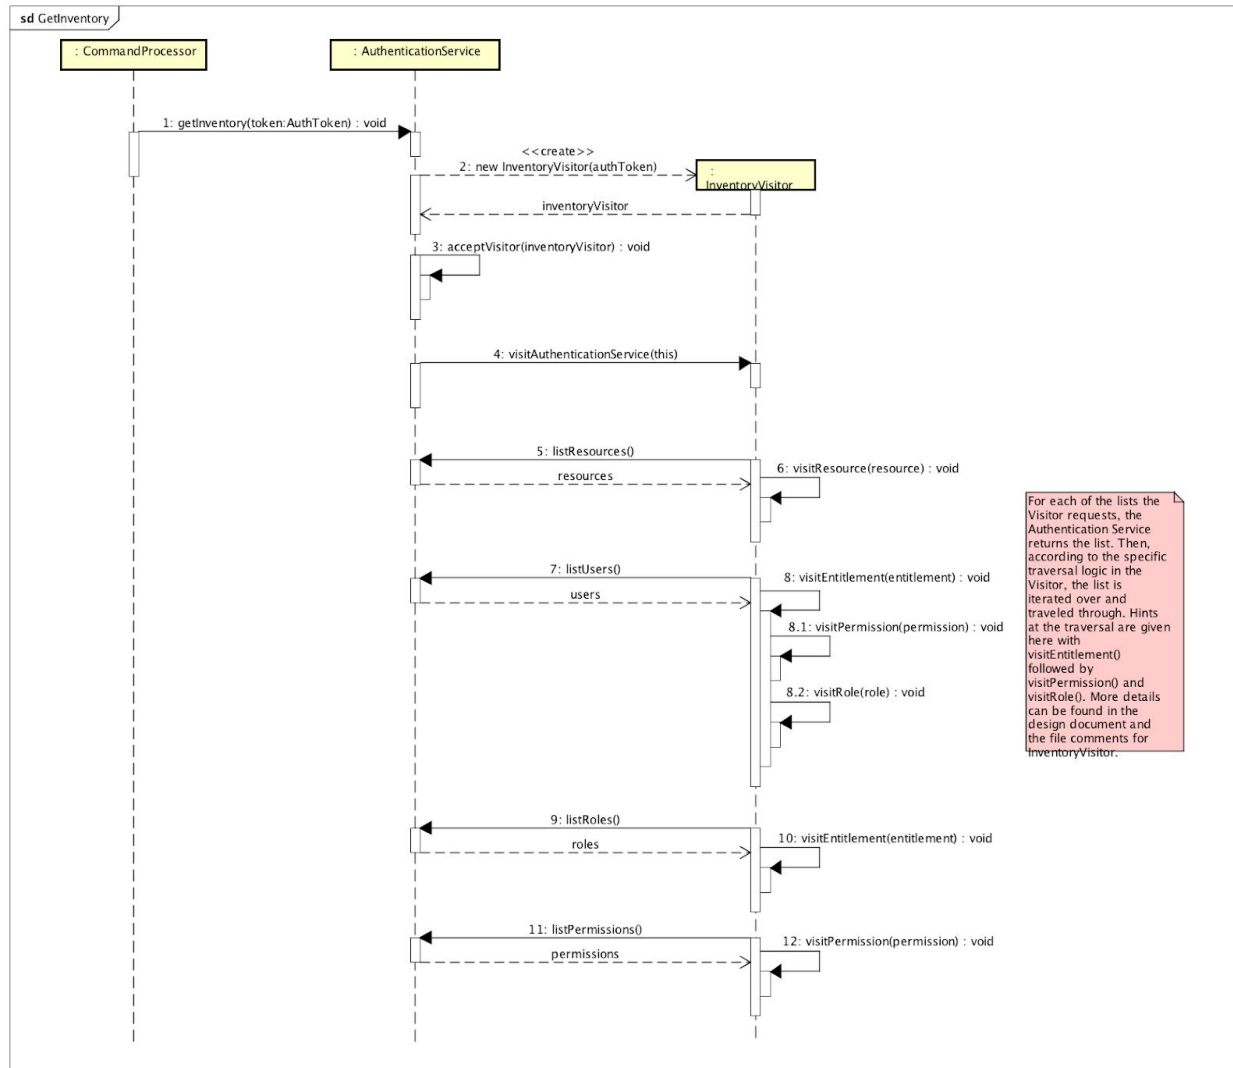 sd GetInventory
: CommandProcessor
: AuthenticationService
1: getInventory(token:AuthToken) : void
<<create>>
2: new InventoryVisitor(authToken)
:
InventoryVisitor
inventoryVisitor
3: acceptVisitor(inventoryVisitor) : void
4: visitAuthenticationService(this)
5: listResources()
resources
6: visitResource(resource) : void
7: listUsers()
users
8: visitEntitlement(entitlement) : void
8.1: visitPermission(permission) : void
8.2: visitRole(role) : void
9: listRoles()
roles
10: visitEntitlement(entitlement) : void
11: listPermissions()
permissions
12: visitPermission(permission) : void
For each of the lists the
Visitor requests, the
Authentication Service
returns the list. Then,
according to the specific
traversal logic in the
Visitor, the list is
iterated over and
traveled through. Hints
at the traversal are given
here with
visitEntitlement()
followed by
visitPermission() and
visitRole(). More details
can be found in the
design document and
the file comments for
InventoryVisitor.